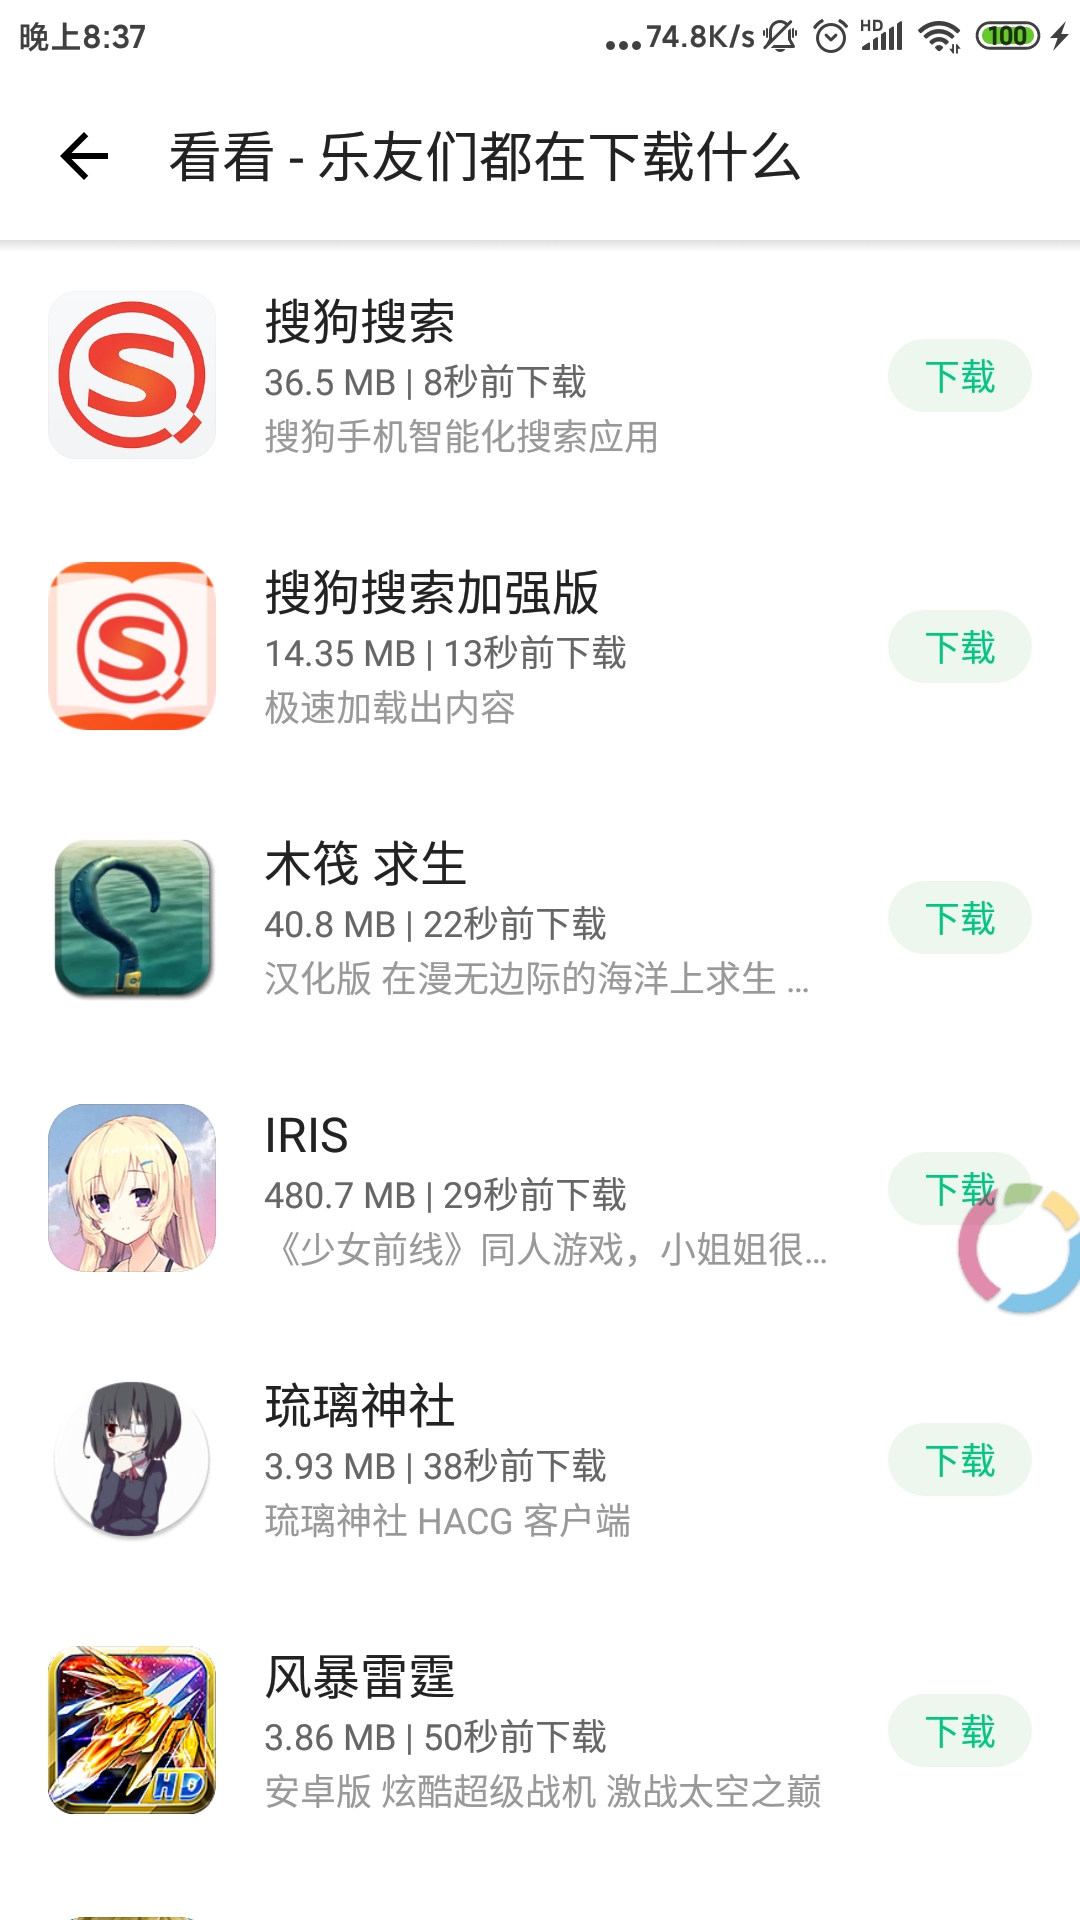 晚上8:37
...74.8K/s HD 100
看看 - 乐友们都在下载什么
搜狗搜索
36.5 MB | 8秒前下载
下载
搜狗手机智能化搜索应用
搜狗搜索加强版
14.35 MB | 13秒前下载
下载
极速加载出内容
木筏 求生
40.8 MB | 22秒前下载
下载
汉化版 在漫无边际的海洋上求生 ...
IRIS
480.7 MB | 29秒前下载
下载
《少女前线》同人游戏，小姐姐很...
琉璃神社
3.93 MB | 38秒前下载
下载
琉璃神社 HACG 客户端
HD
风暴雷霆
3.86 MB | 50秒前下载
下载
安卓版 炫酷超级战机 激战太空之巅